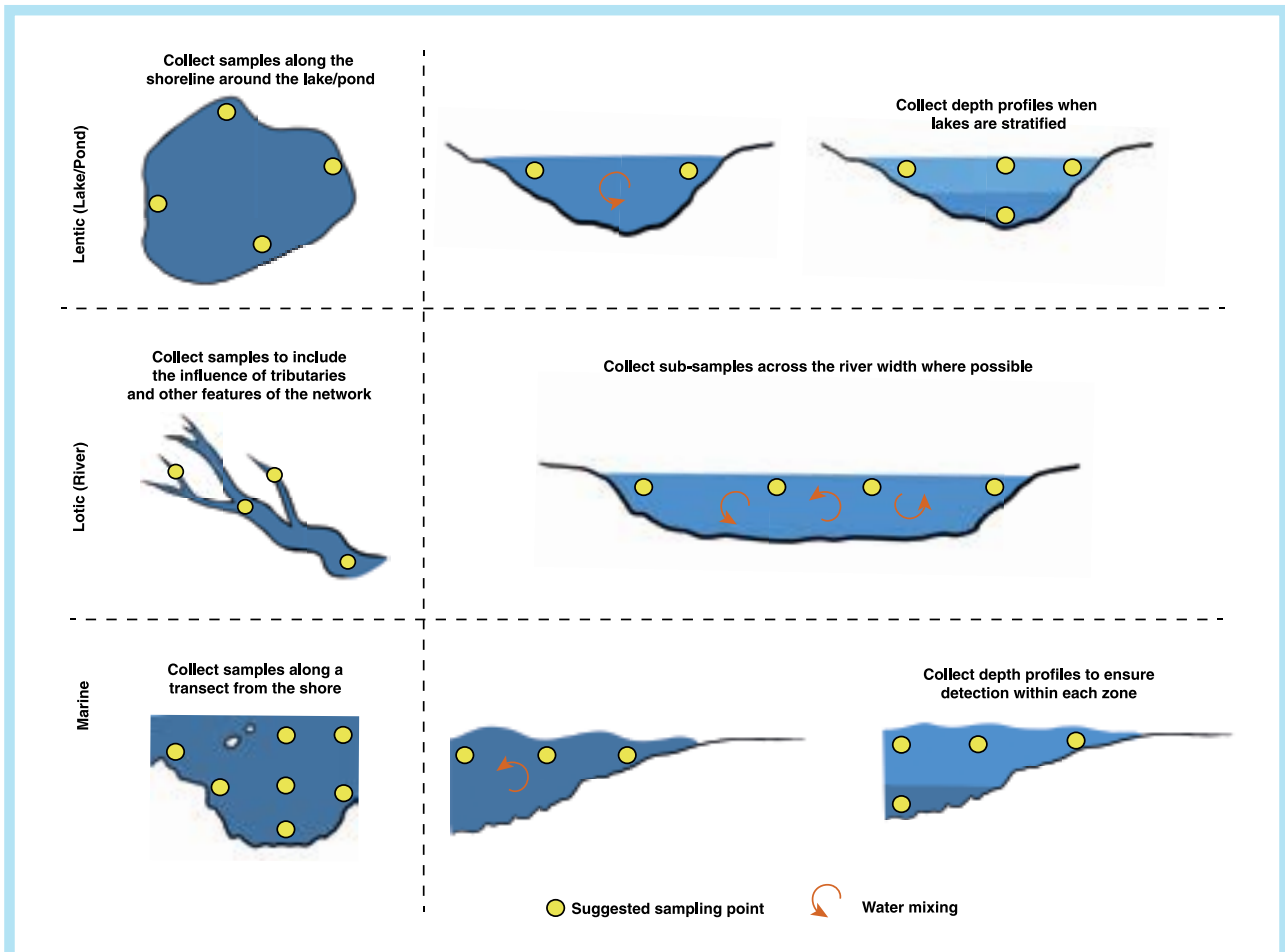 Collect samples along the
shoreline around the lake/pond
Collect depth profiles when
lakes are stratified
Lentic (Lake/Pond)
Collect samples to include
the influence of tributaries
and other features of the network
Collect sub-samples across the river width where possible
Lotic (River)
Collect samples along a
transect from the shore
Collect depth profiles to ensure
detection within each zone
Marine
Suggested sampling point
Water mixing